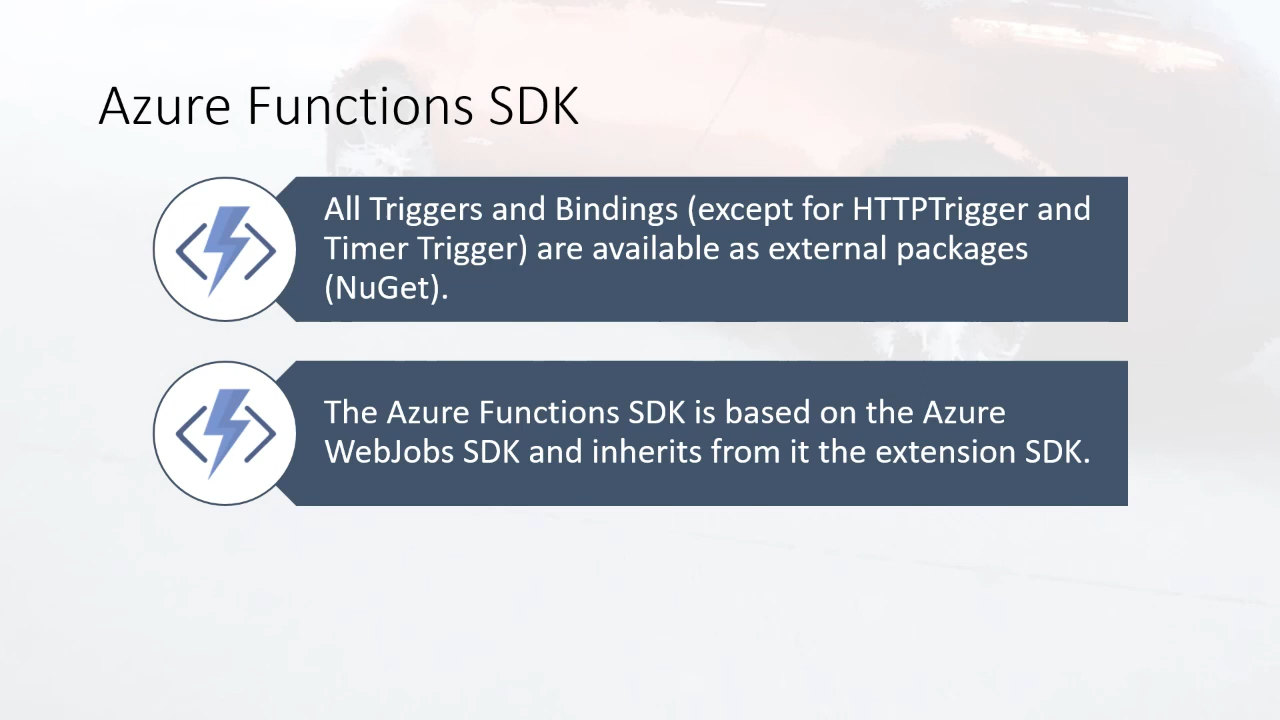 Azure Functions SDK
All Triggers and Bindings (except for HTTPTrigger and
Timer Trigger) are available as external packages
(NuGet).
The Azure Functions SDK is based on the Azure
WebJobs SDK and inherits from it the extension SDK.